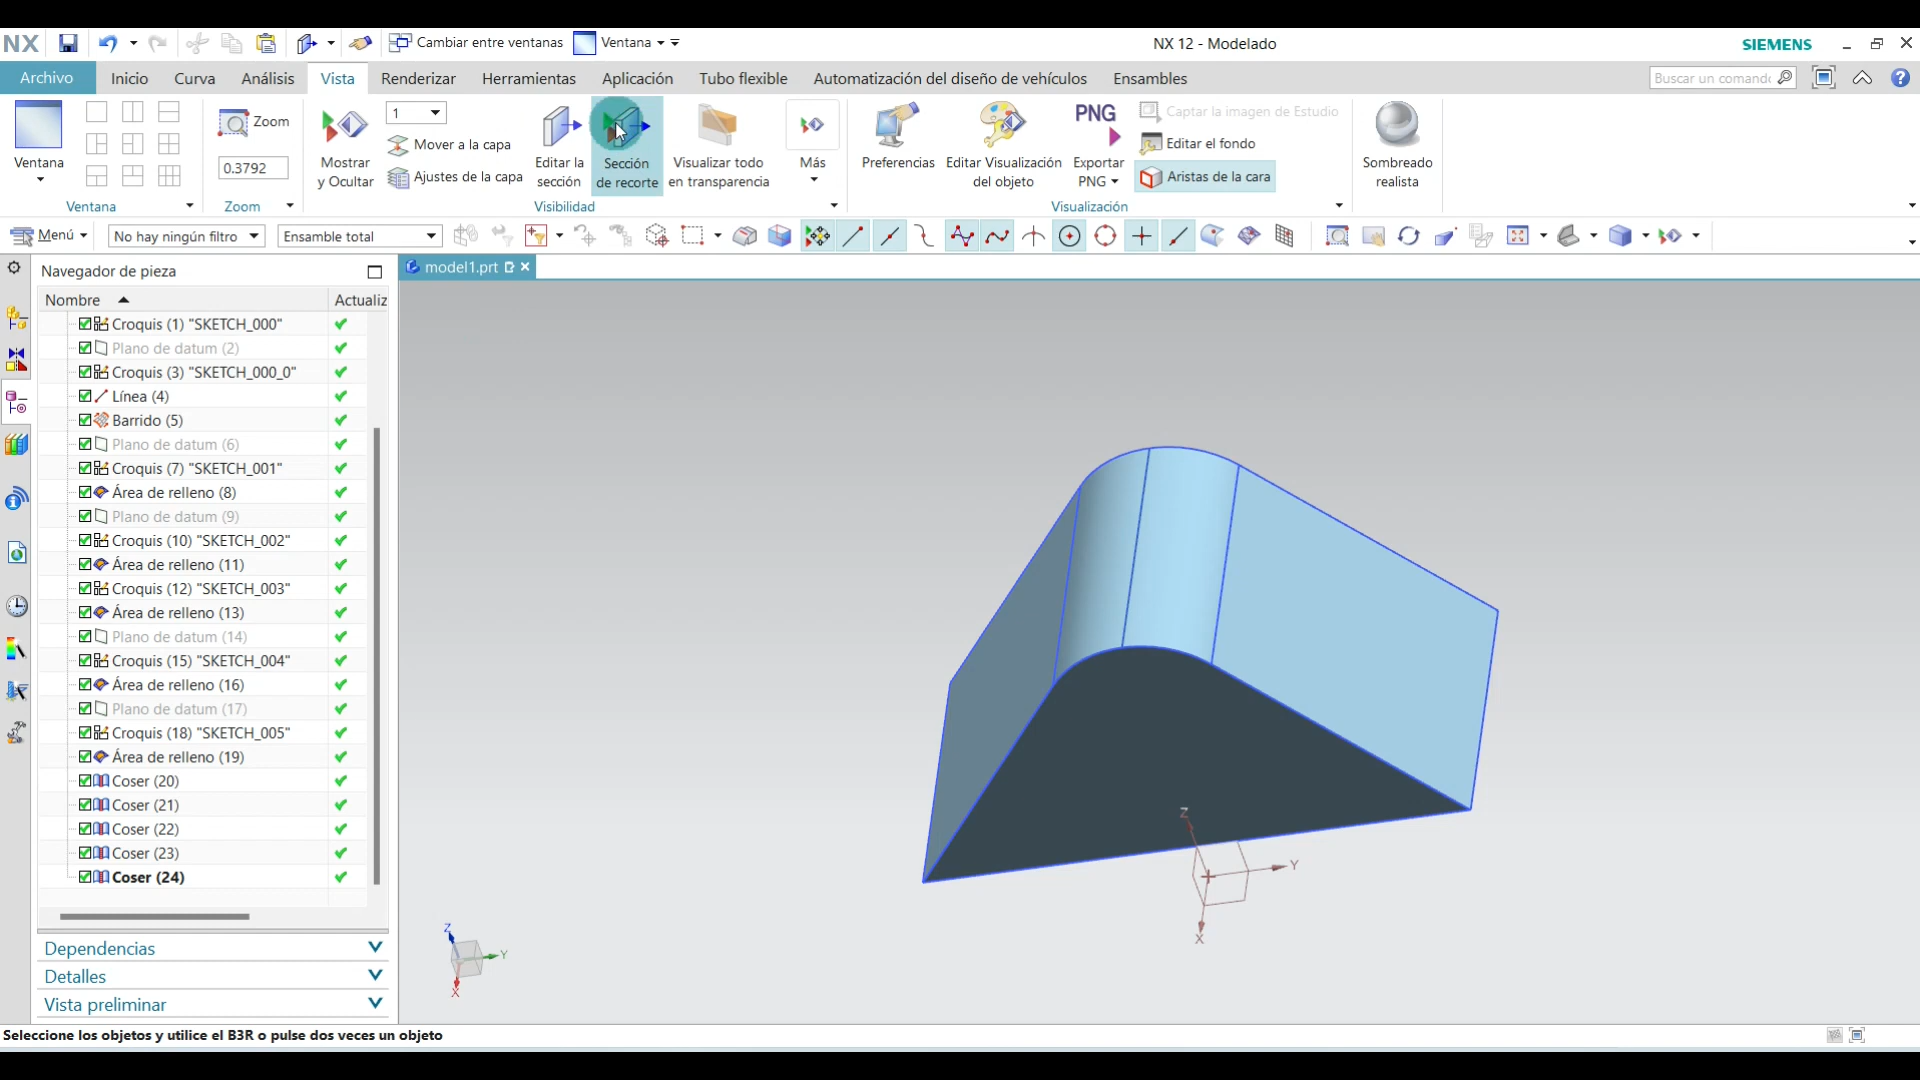 NX
Cambiar entre ventanas
Ventana
NX 12 - Modelado
SIEMENS
Archivo
Inicio
Curva
Análisis
Vista
Renderizar
Herramientas
Aplicación
Tubo flexible
Automatización del diseño de vehículos
Ensambles
Buscar un comando
Ventana
Ventana
Zoom
0.3792
Zoom
Mostrar
y Ocultar
1
Mover a la capa
Ajustes de la capa
Editar la
sección
Sección
de recorte
Visualizar todo
en transparencia
Más
Visibilidad
Preferencias
Editar Visualización
del objeto
PNG
Exportar
PNG
Captar la imagen de Estudio
Editar el fondo
Aristas de la cara
Visualización
Sombreado
realista
Menú
No hay ningún filtro
Ensamble total
Navegador de pieza
model1.prt
Nombre
Actualiz
Croquis (1) "SKETCH_000"
Plano de datum (2)
Croquis (3) "SKETCH_000_0"
Línea (4)
Barrido (5)
Plano de datum (6)
Croquis (7) "SKETCH_001"
Área de relleno (8)
Plano de datum (9)
Croquis (10) "SKETCH_002"
Área de relleno (11)
Croquis (12) "SKETCH_003"
Área de relleno (13)
Plano de datum (14)
Croquis (15) "SKETCH_004"
Área de relleno (16)
Plano de datum (17)
Croquis (18) "SKETCH_005"
Área de relleno (19)
Coser (20)
Coser (21)
Coser (22)
Coser (23)
Coser (24)
Dependencias
Detalles
Vista preliminar
Z
Y
X
Z
Y
X
Seleccione los objetos y utilice el B3R o pulse dos veces un objeto